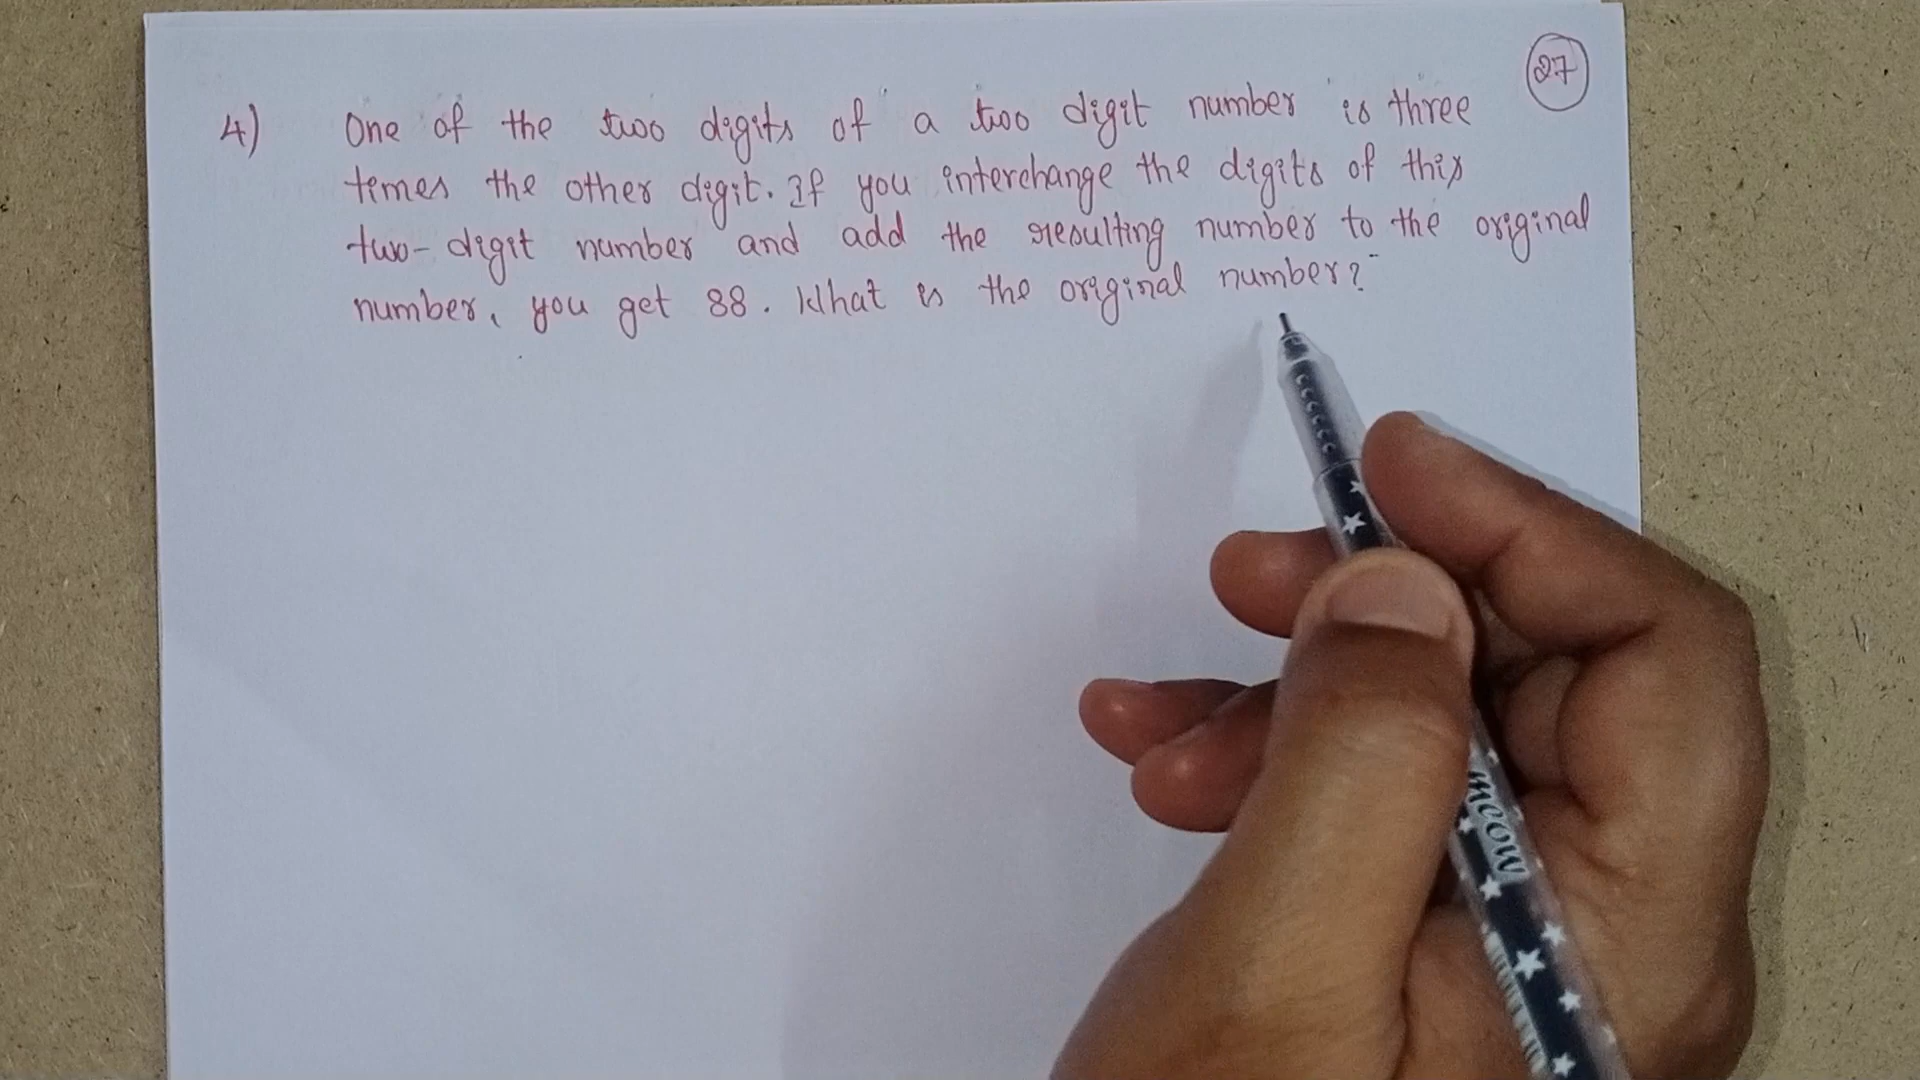 27
4) One of the two digits of a two digit number is three
times the other digit. If you interchange the digits of this
two-digit number and add the resulting number to the original
number, you get 88. What is the original number?
meow